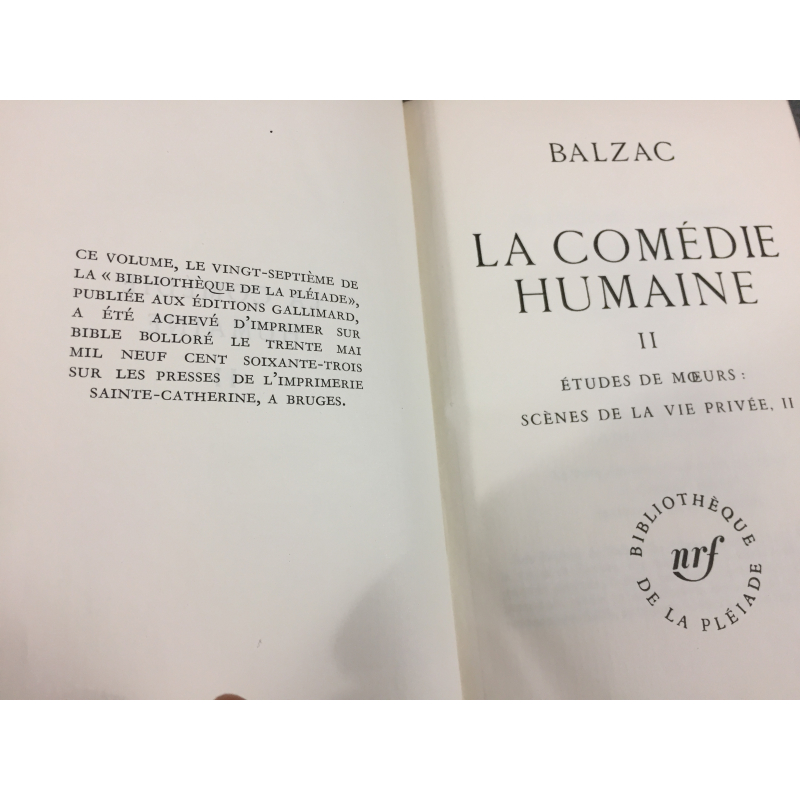 CE VOLUME, LE VINGT-SEPTIÈME DE
LA « BIBLIOTHÈQUE DE LA PLÉIADE»,
PUBLIÉE AUX ÉDITIONS GALLIMARD,
A ÉTÉ ACHEVÉ D'IMPRIMER SUR
BIBLE BOLLORÉ LE TRENTE MAI
MIL NEUF CENT SOIXANTE-TROIS
SUR LES PRESSES DE L'IMPRIMERIE
SAINTE-CATHERINE, A BRUGES.
BALZAC
LA COMÉDIE
HUMAINE
II
ÉTUDES DE MŒURS :
SCÈNES DE LA VIE PRIVÉE, II
BIBLIOTHÈQUE
nrf
DE LA PLÉIADE